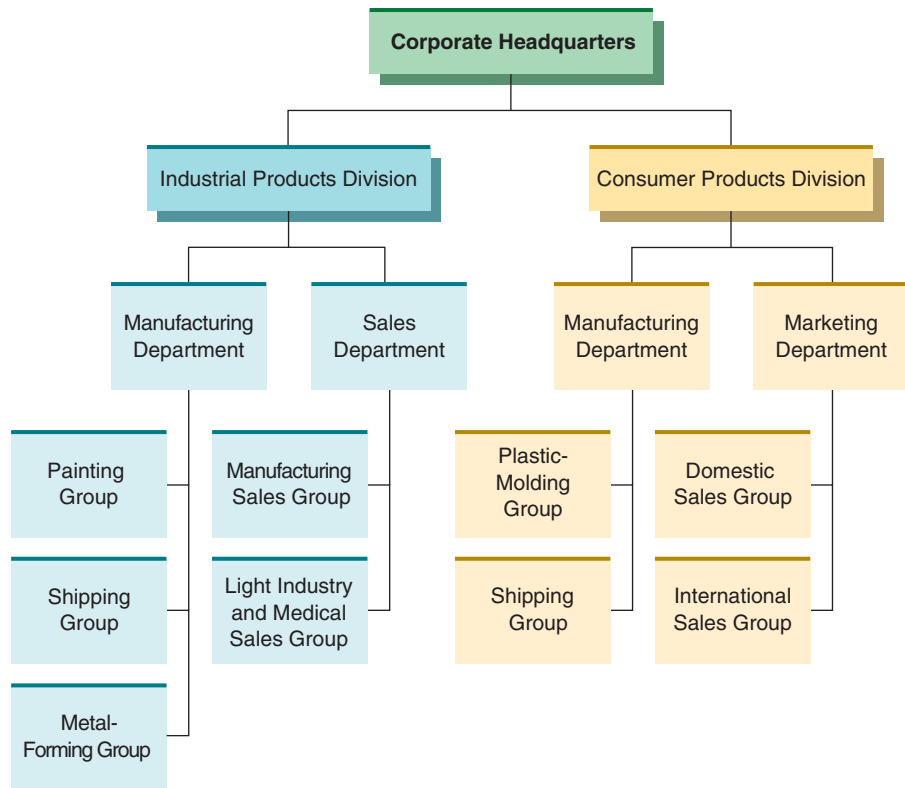 Corporate Headquarters
Industrial Products Division
Consumer Products Division
Manufacturing
Department
Sales
Department
Manufacturing
Department
Marketing
Department
Painting
Group
Manufacturing
Sales Group
Plastic-
Molding
Group
Domestic
Sales Group
Shipping
Group
Light Industry
and Medical
Sales Group
Shipping
Group
International
Sales Group
Metal-
Forming Group